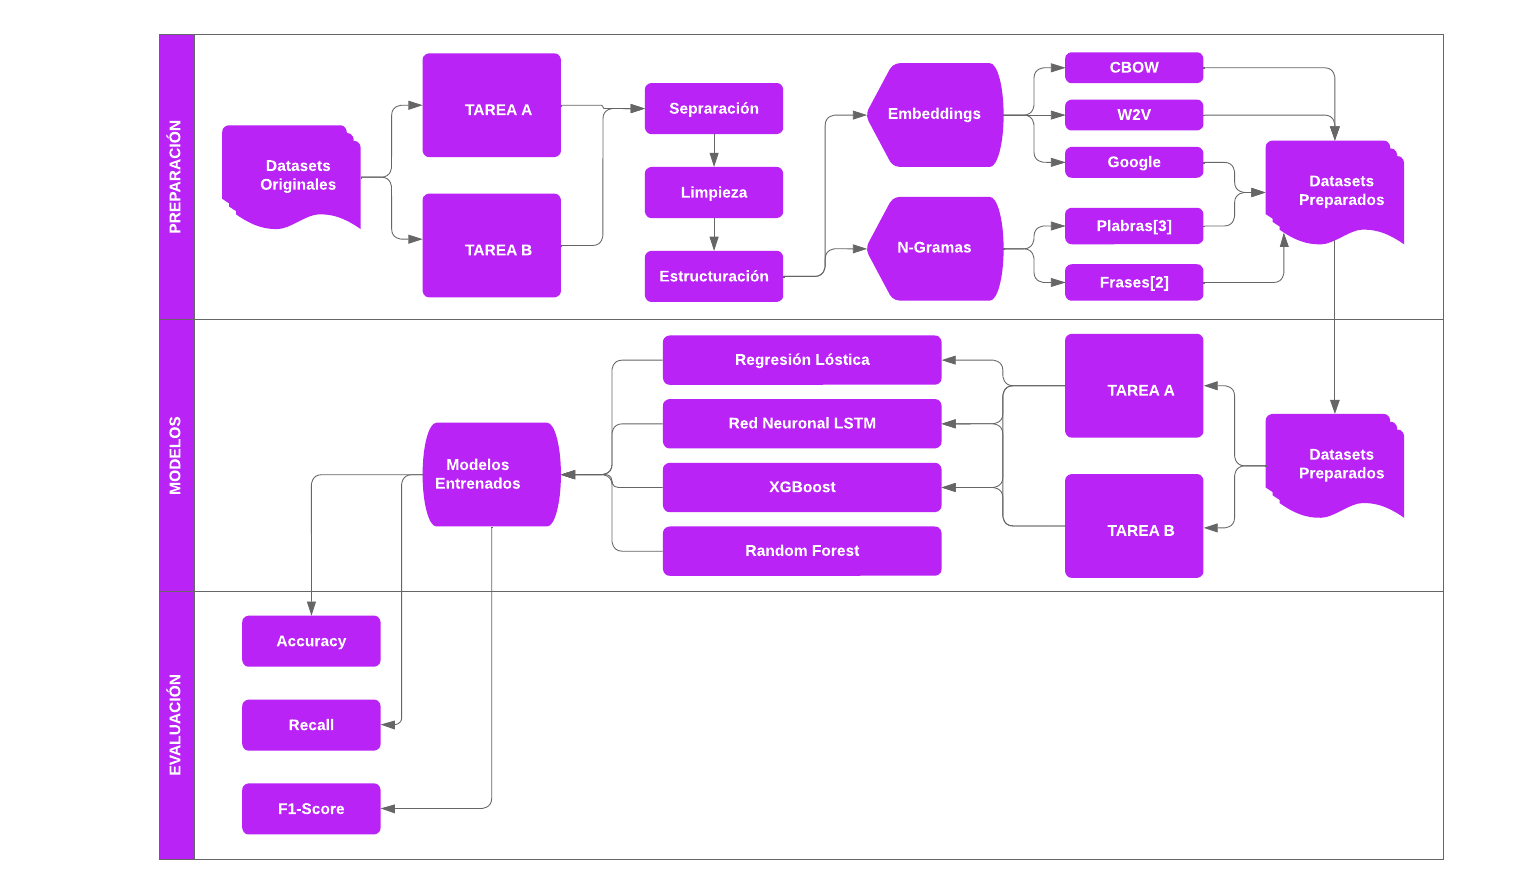 PREPARACIÓN
Datasets
Originales
TAREA A
TAREA B
Sepraración
Limpieza
Estructuración
Embeddings
N-Gramas
CBOW
W2V
Google
Plabras[3]
Frases[2]
Datasets
Preparados
MODELOS
Datasets
Preparados
TAREA A
TAREA B
Regresión Lóstica
Red Neuronal LSTM
XGBoost
Random Forest
Modelos
Entrenados
EVALUACIÓN
Accuracy
Recall
F1-Score